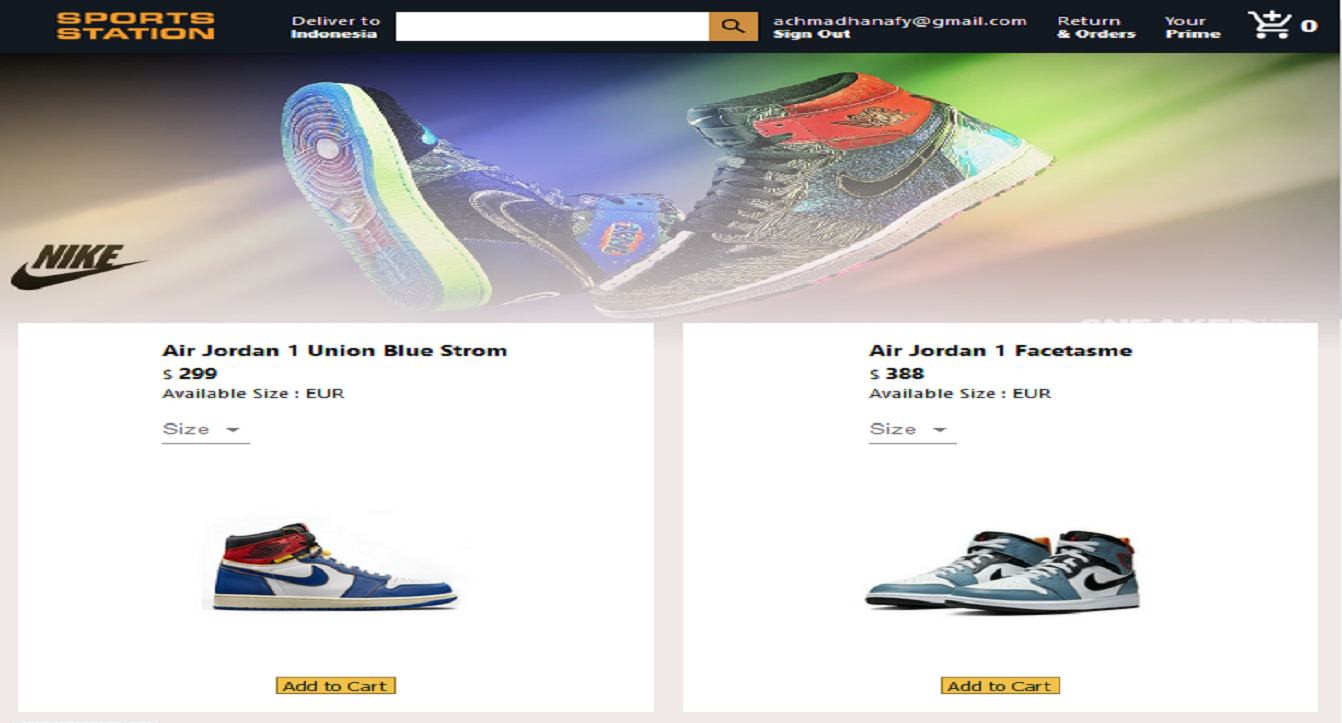 SPORTS
STATION
Deliver to
Indonesia
achmadhanafy@gmail.com
Sign Out
Return
& Orders
Your
Prime
0
NIKE
Air Jordan 1 Union Blue Strom
$ 299
Available Size : EUR
Size
Add to Cart
Air Jordan 1 Facetasme
$ 388
Available Size : EUR
Size
Add to Cart